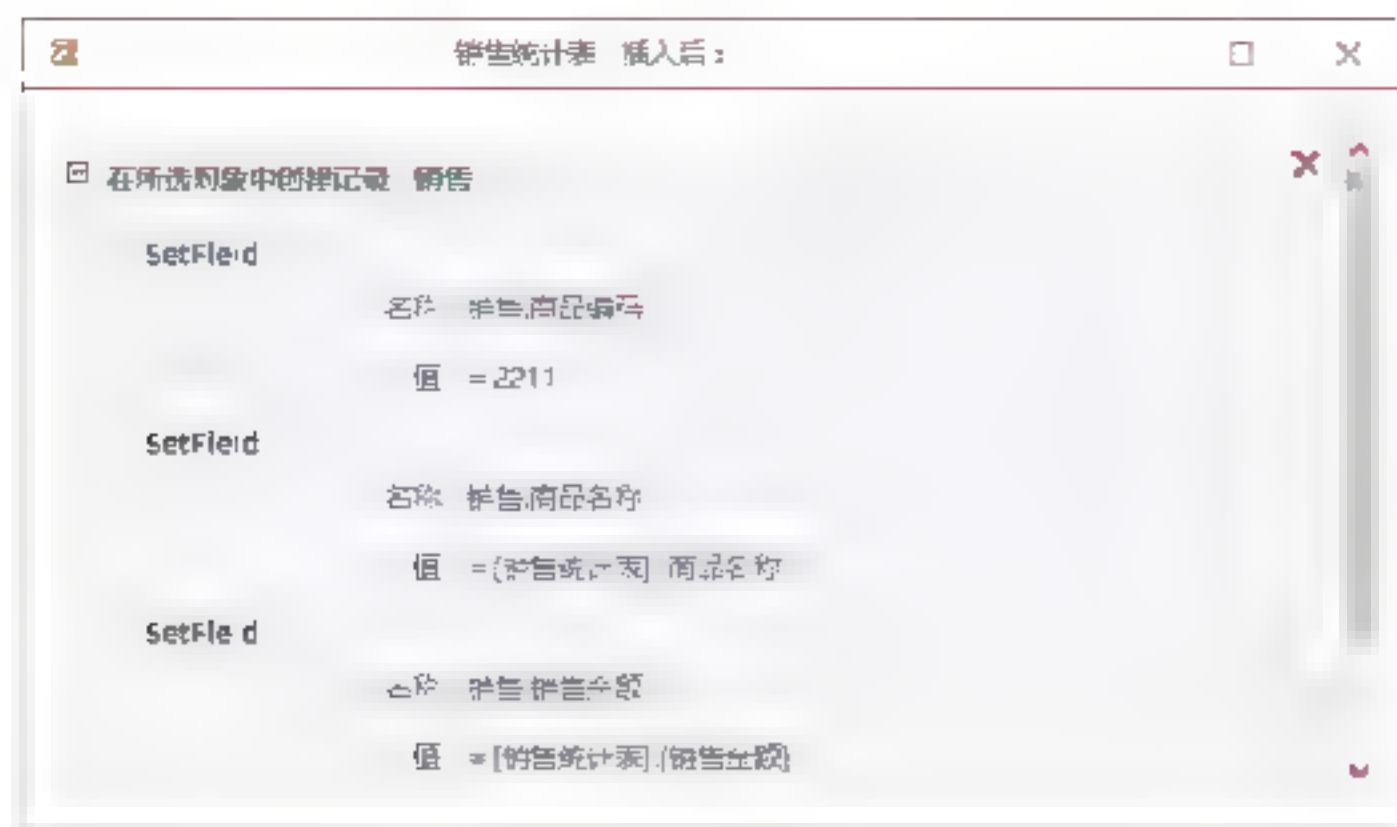 销售统计表 插入后：
在所选对象中创建记录 销售
SetField
名称 销售.商品编码
值 = 2211
SetField
名称 销售.商品名称
值 = [销售统计表].商品名称
SetField
名称 销售.销售金额
值 = [销售统计表].[销售金额]